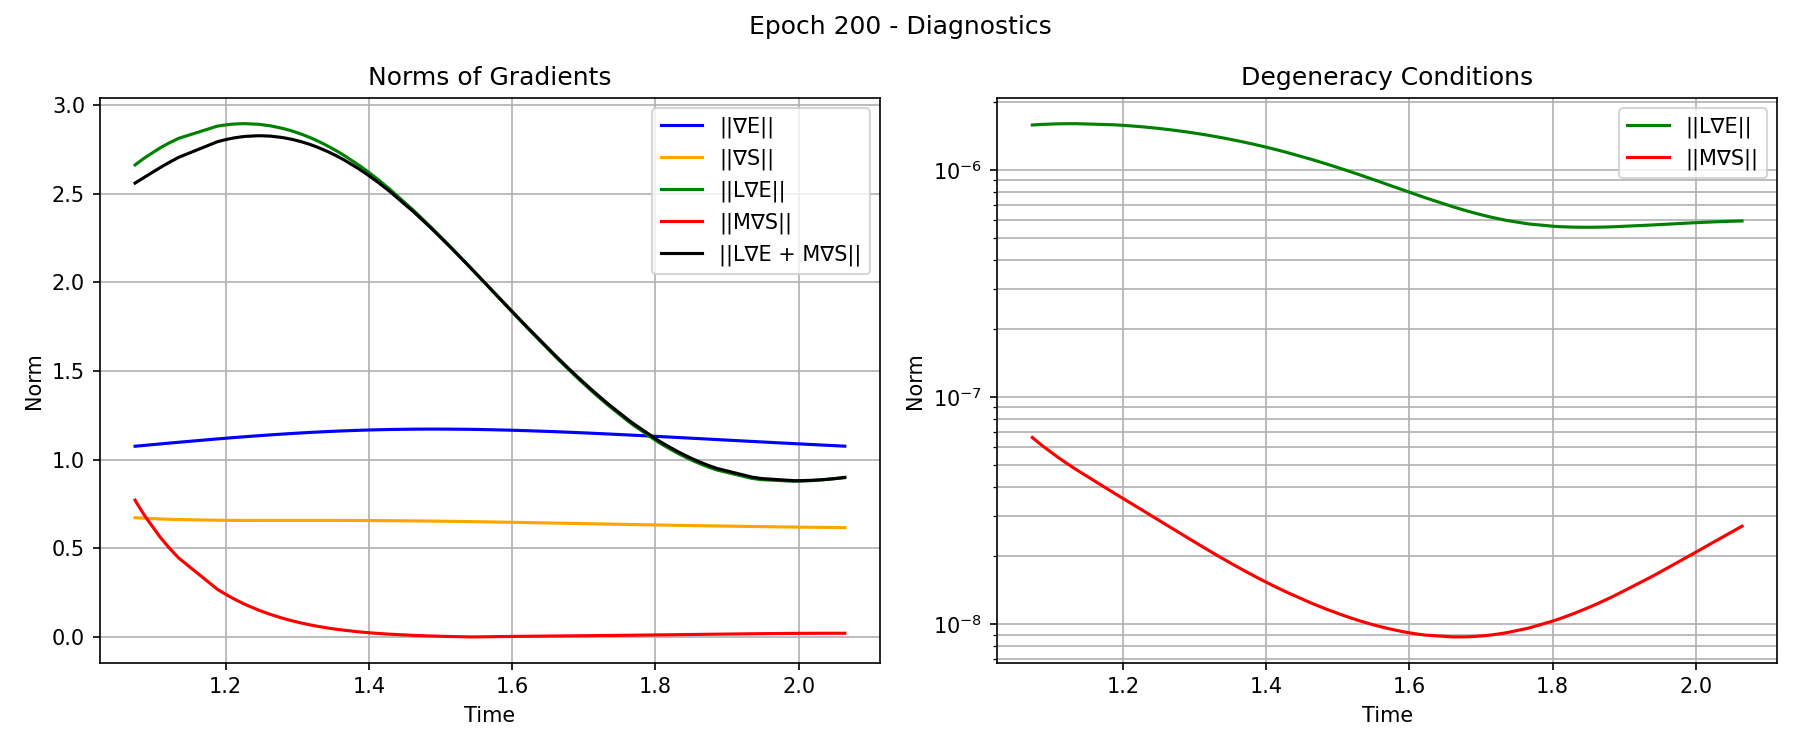 Epoch 200 - Diagnostics
Norms of Gradients
3.0
2.5
2.0
1.5
1.0
0.5
0.0
Norm
1.2
1.4
1.6
1.8
2.0
Time
||∇E||
||∇S||
||L∇E||
||M∇S||
||L∇E + M∇S||
Degeneracy Conditions
10⁻⁶
10⁻⁷
10⁻⁸
Norm
1.2
1.4
1.6
1.8
2.0
Time
||L∇E||
||M∇S||